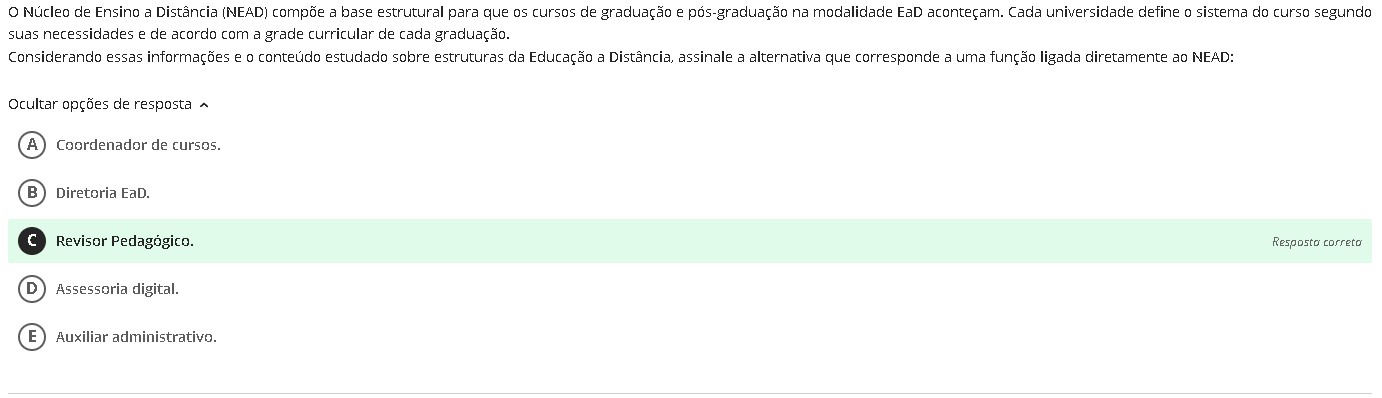 O Núcleo de Ensino a Distância (NEAD) compõe a base estrutural para que os cursos de graduação e pós-graduação na modalidade EaD aconteçam. Cada universidade define o sistema do curso segundo
suas necessidades e de acordo com a grade curricular de cada graduação.
Considerando essas informações e o conteúdo estudado sobre estruturas da Educação a Distância, assinale a alternativa que corresponde a uma função ligada diretamente ao NEAD:
Ocultar opções de resposta
A Coordenador de cursos.
B Diretoria EaD.
C Revisor Pedagógico. Resposta correta
D Assessoria digital.
E Auxiliar administrativo.